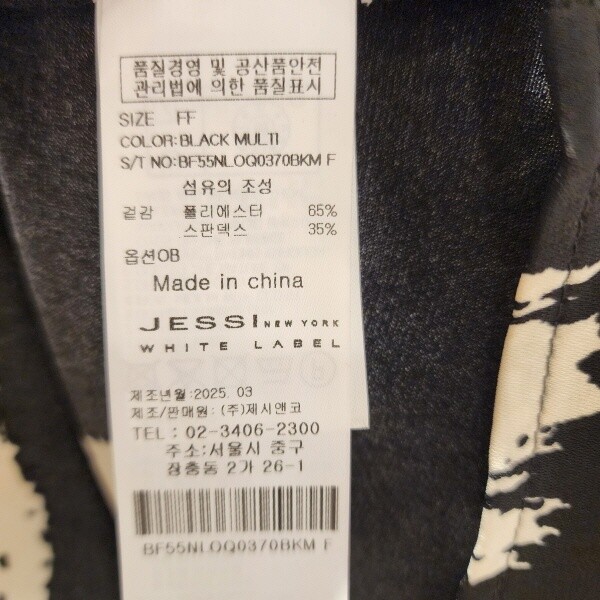 품질경영 및 공산품안전
관리법에 의한 품질표시
SIZE FF
COLOR:BLACK MULTI
S/T NO:BF55NLOQ0370BKM F
섬유의 조성
겉감 폴리에스터 65%
스판덱스 35%
옵션OB
Made in china
JESSI NEW YORK
WHITE LABEL
제조년월:2025. 03
제조/판매원: (주)제시앤코
TEL : 02-3406-2300
주소:서울시 중구
장충동 2가 26-1
BF55NLOQ0370BKM F